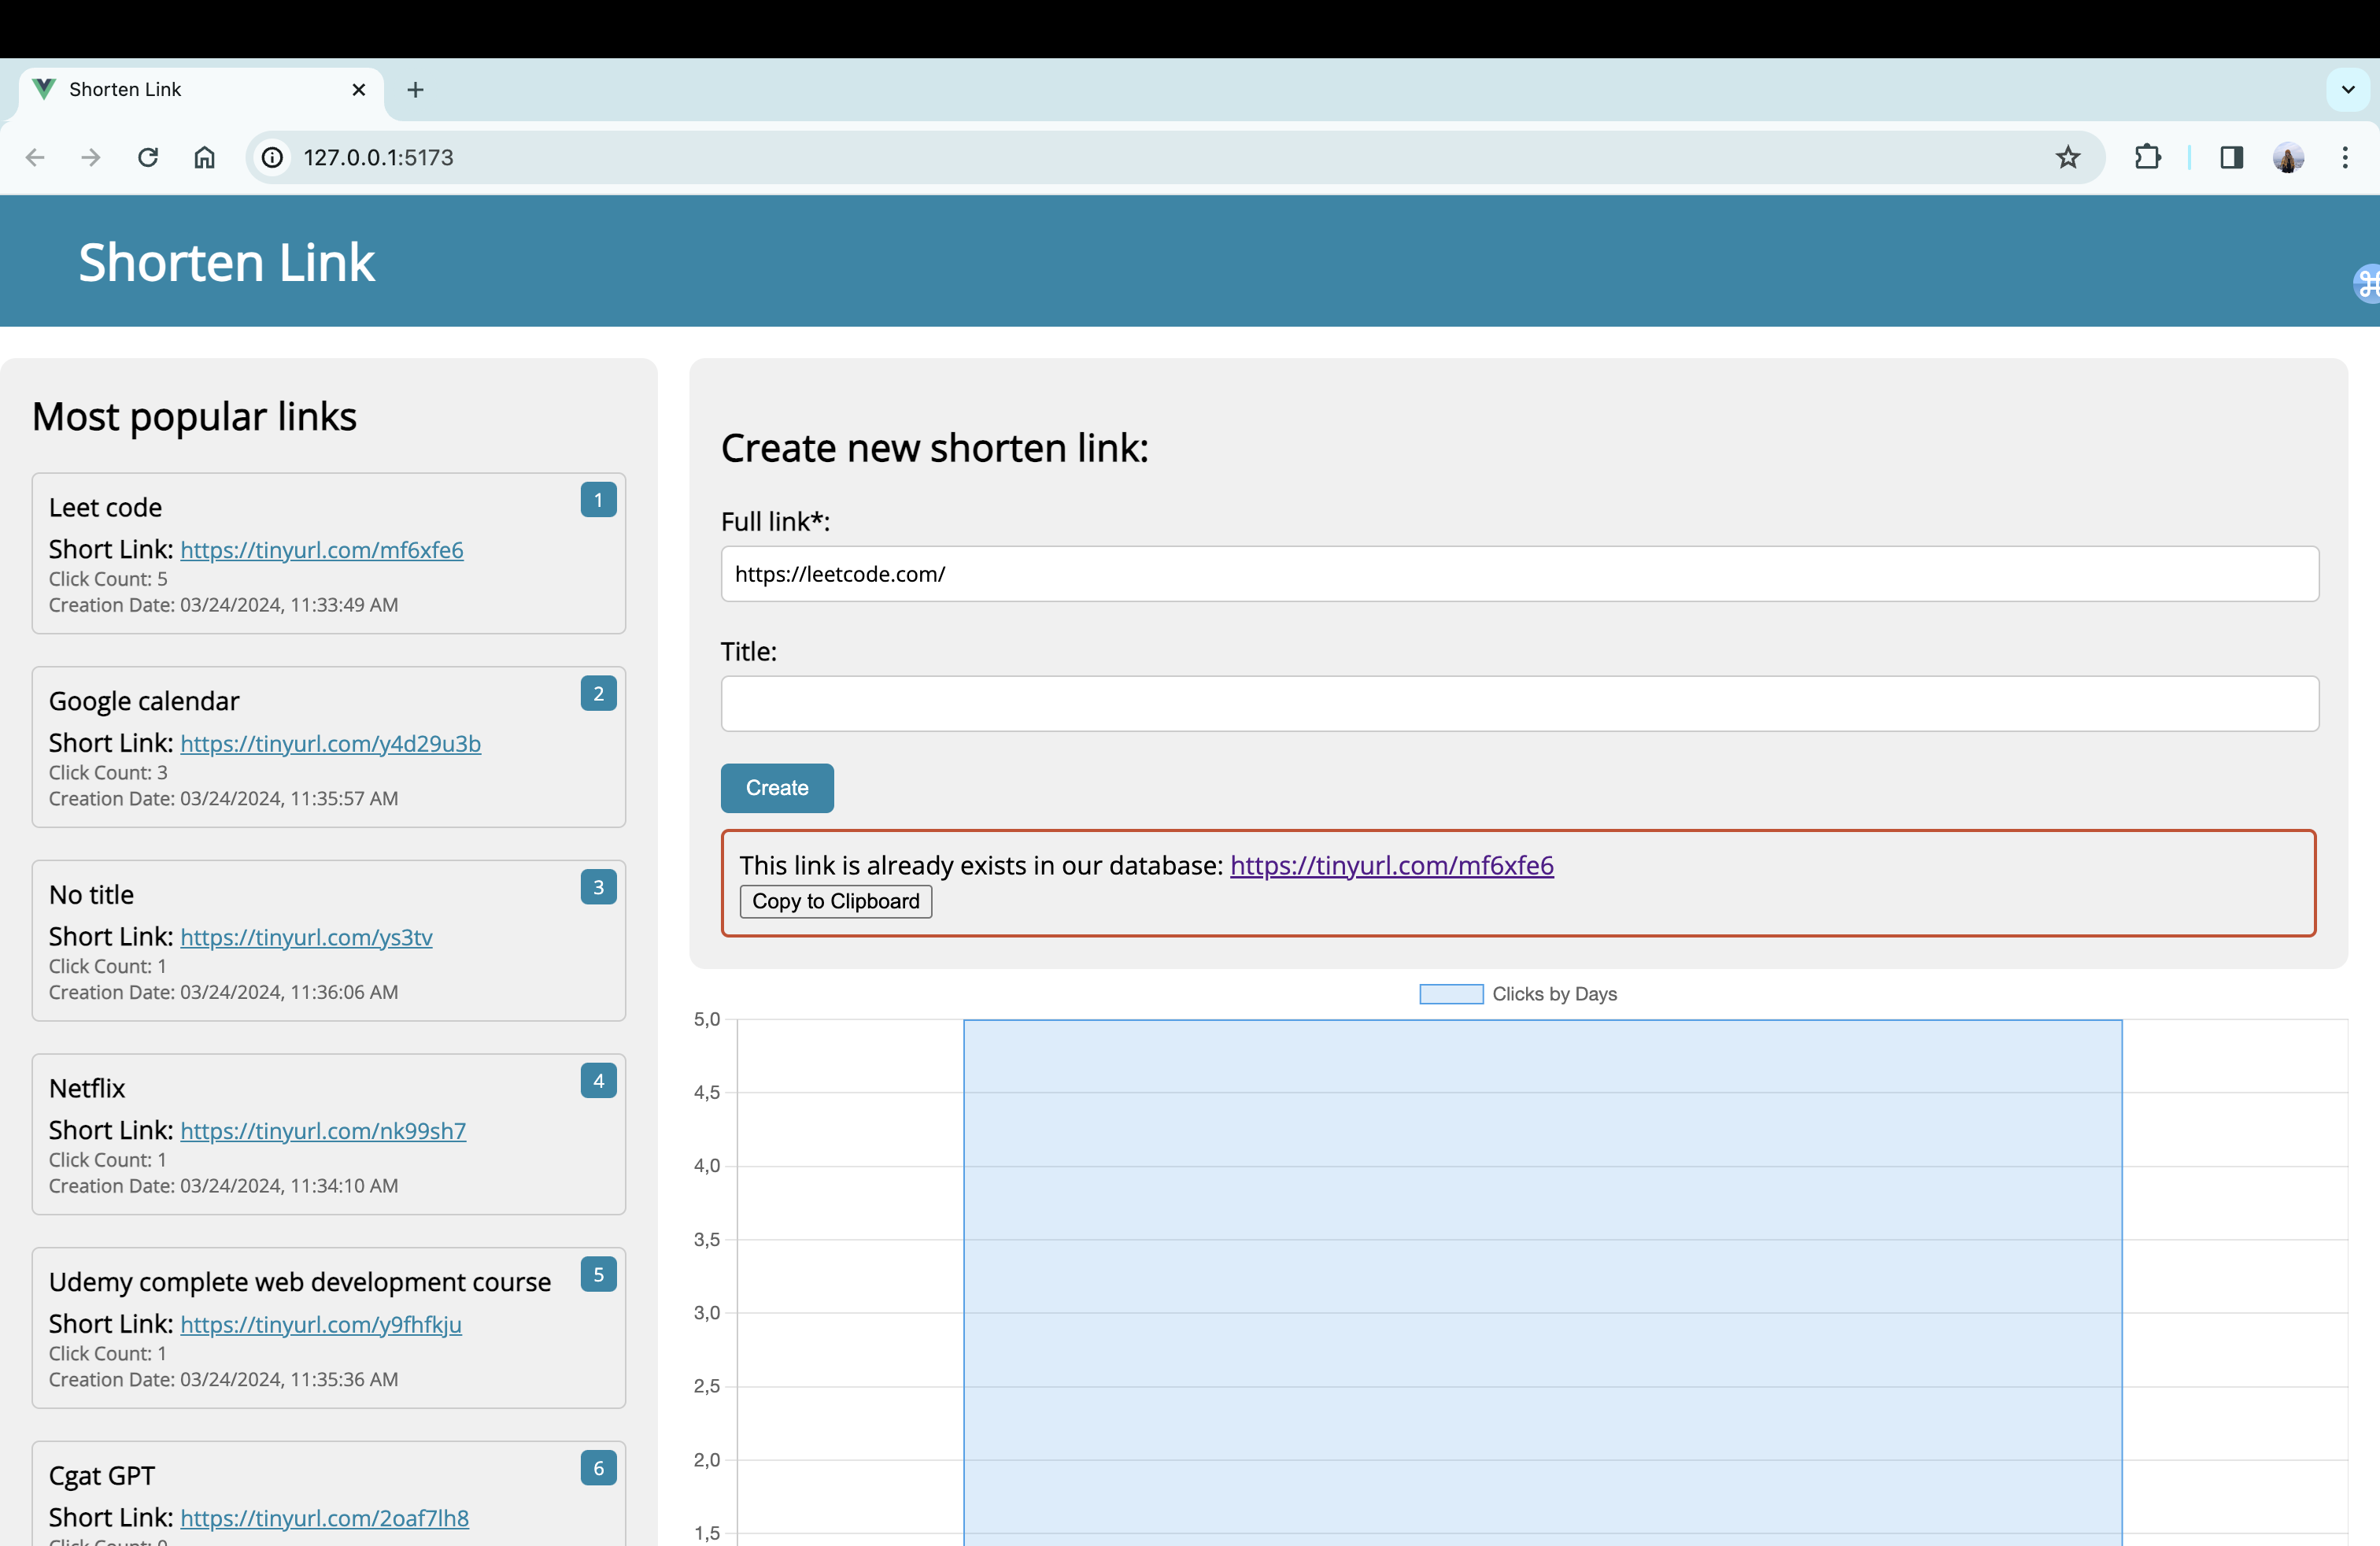 Shorten Link
127.0.0.1:5173
Shorten Link
Most popular links
Leet code
1
Short Link: https://tinyurl.com/mf6xfe6
Click Count: 5
Creation Date: 03/24/2024, 11:33:49 AM
Google calendar
2
Short Link: https://tinyurl.com/y4d29u3b
Click Count: 3
Creation Date: 03/24/2024, 11:35:57 AM
No title
3
Short Link: https://tinyurl.com/ys3tv
Click Count: 1
Creation Date: 03/24/2024, 11:36:06 AM
Netflix
4
Short Link: https://tinyurl.com/nk99sh7
Click Count: 1
Creation Date: 03/24/2024, 11:34:10 AM
Udemy complete web development course
5
Short Link: https://tinyurl.com/y9fhfkju
Click Count: 1
Creation Date: 03/24/2024, 11:35:36 AM
Cgat GPT
6
Short Link: https://tinyurl.com/2oaf7lh8
Click Count: 0
Create new shorten link:
Full link*:
https://leetcode.com/
Title:
Create
This link is already exists in our database: https://tinyurl.com/mf6xfe6
Copy to Clipboard
Clicks by Days
5,0
4,5
4,0
3,5
3,0
2,5
2,0
1,5